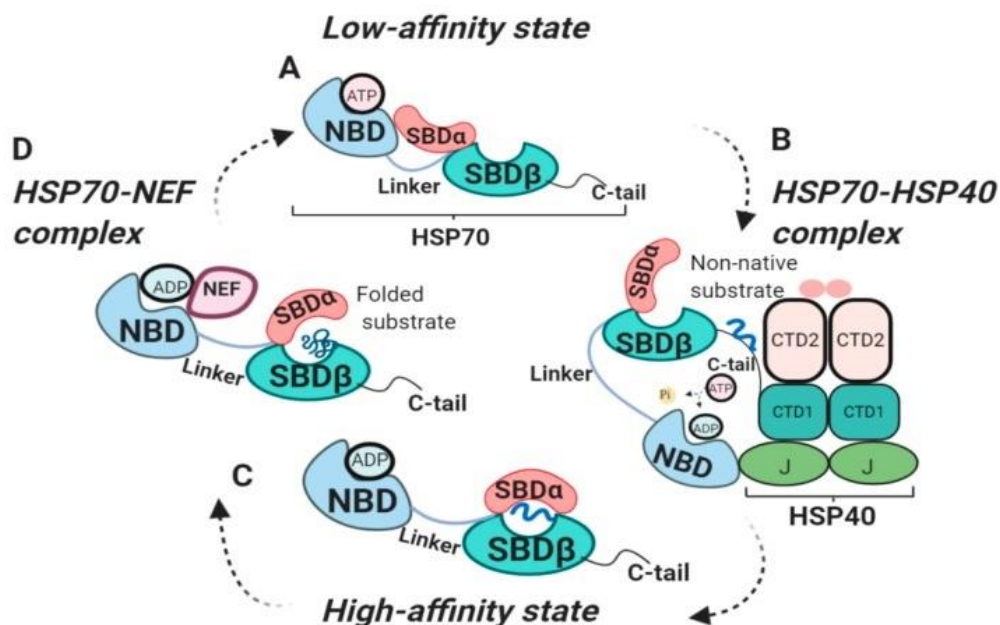 Low-affinity state
A
ATP
NBD
SBDα
SBDβ
Linker
C-tail
HSP70
B
HSP70-HSP40
complex
SBDα
Non-native
substrate
SBDβ
CTD2
CTD2
Linker
C-tail
Pi
ATP
ADP
CTD1
CTD1
NBD
J
J
HSP40
C
ADP
NBD
SBDα
SBDβ
Linker
C-tail
High-affinity state
D
HSP70-NEF
complex
ADP
NEF
NBD
SBDα
Folded
substrate
Linker
SBDβ
C-tail